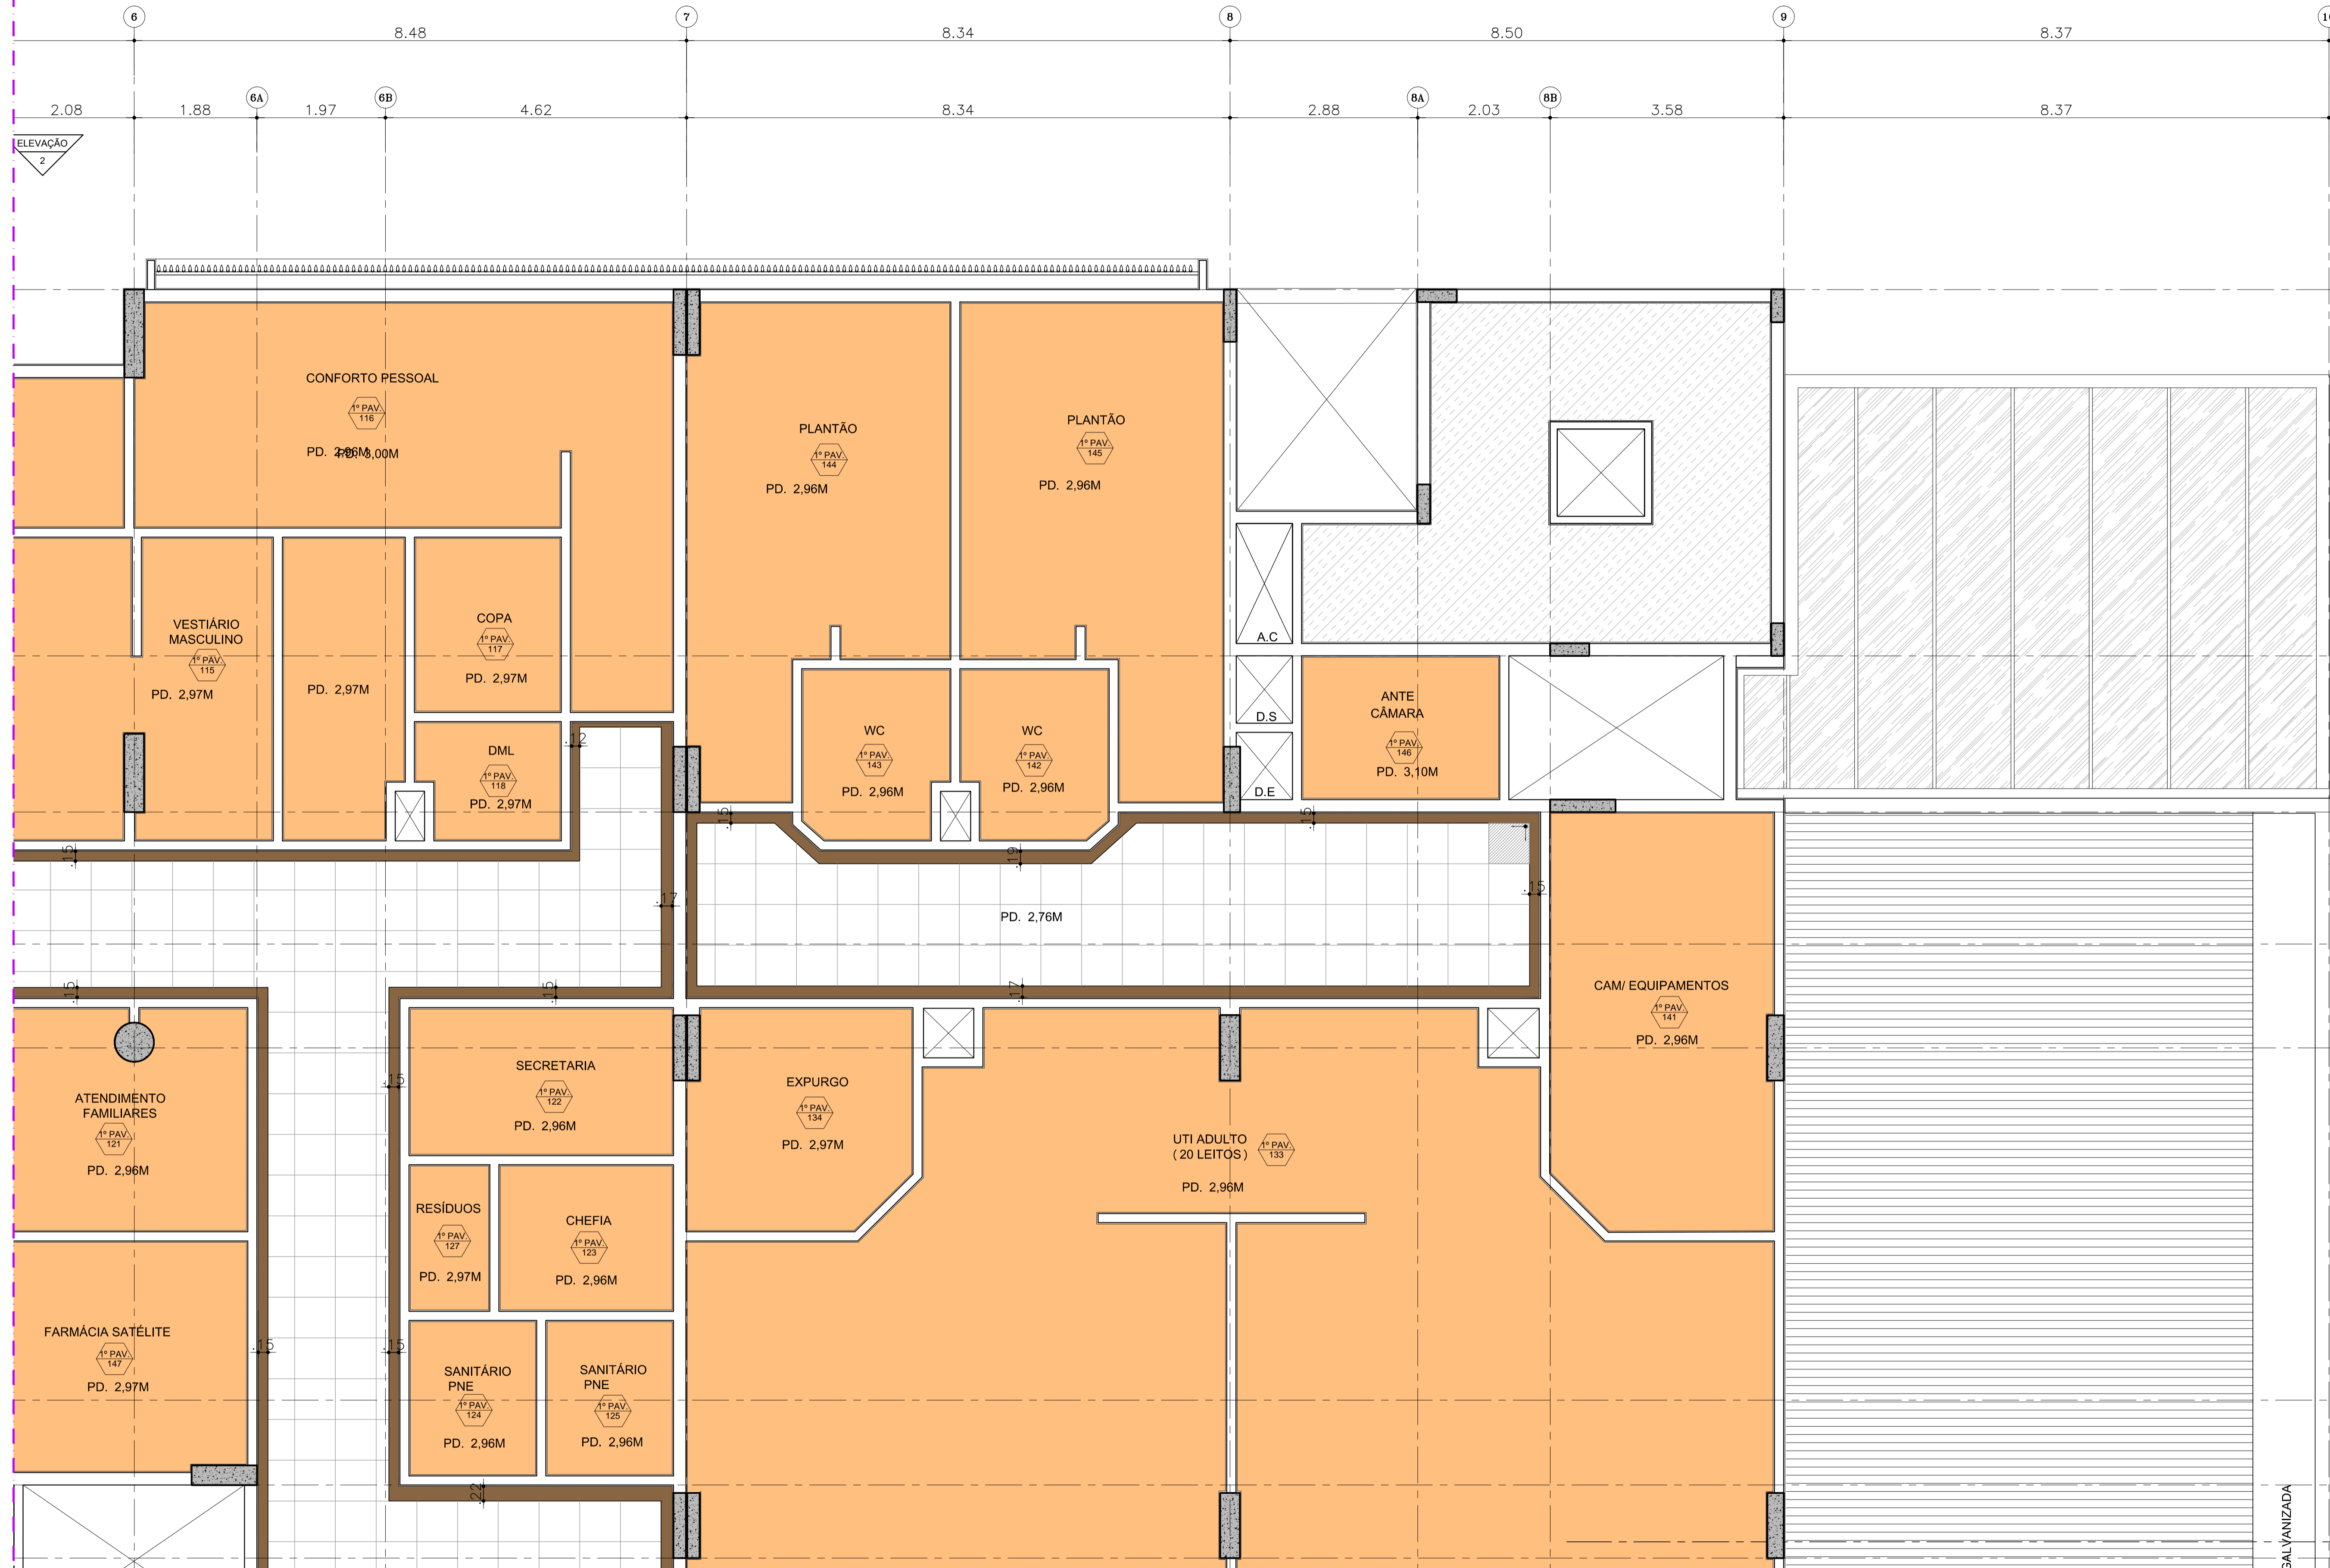 6
7
8
9
8.48
8.34
8.50
8.37
6A
6B
8A
8B
2.08
1.88
1.97
4.62
8.34
2.88
2.03
3.58
8.37
ELEVAÇÃO
2
CONFORTO PESSOAL
1º PAV.
116
PD. 2,96M
PD. 3,00M
PLANTÃO
1º PAV.
144
PD. 2,96M
PLANTÃO
1º PAV.
145
PD. 2,96M
VESTIÁRIO
MASCULINO
1º PAV.
115
PD. 2,97M
PD. 2,97M
COPA
1º PAV.
117
PD. 2,97M
DML
1º PAV.
118
PD. 2,97M
WC
1º PAV.
143
PD. 2,96M
WC
1º PAV.
142
PD. 2,96M
A.C
D.S
D.E
ANTE
CÂMARA
1º PAV.
146
PD. 3,10M
.12
.15
.15
.15
.19
.17
.15
PD. 2,76M
.15
.15
.17
CAM/ EQUIPAMENTOS
1º PAV.
141
PD. 2,96M
ATENDIMENTO
FAMILIARES
1º PAV.
121
PD. 2,96M
.15
SECRETARIA
1º PAV.
122
PD. 2,96M
EXPURGO
1º PAV.
134
PD. 2,97M
UTI ADULTO
( 20 LEITOS )
1º PAV.
133
PD. 2,96M
RESÍDUOS
1º PAV.
127
PD. 2,97M
CHEFIA
1º PAV.
123
PD. 2,96M
FARMÁCIA SATÉLITE
1º PAV.
147
PD. 2,97M
.15
.15
SANITÁRIO
PNE
1º PAV.
124
PD. 2,96M
SANITÁRIO
PNE
1º PAV.
125
PD. 2,96M
.22
GALVANIZADA